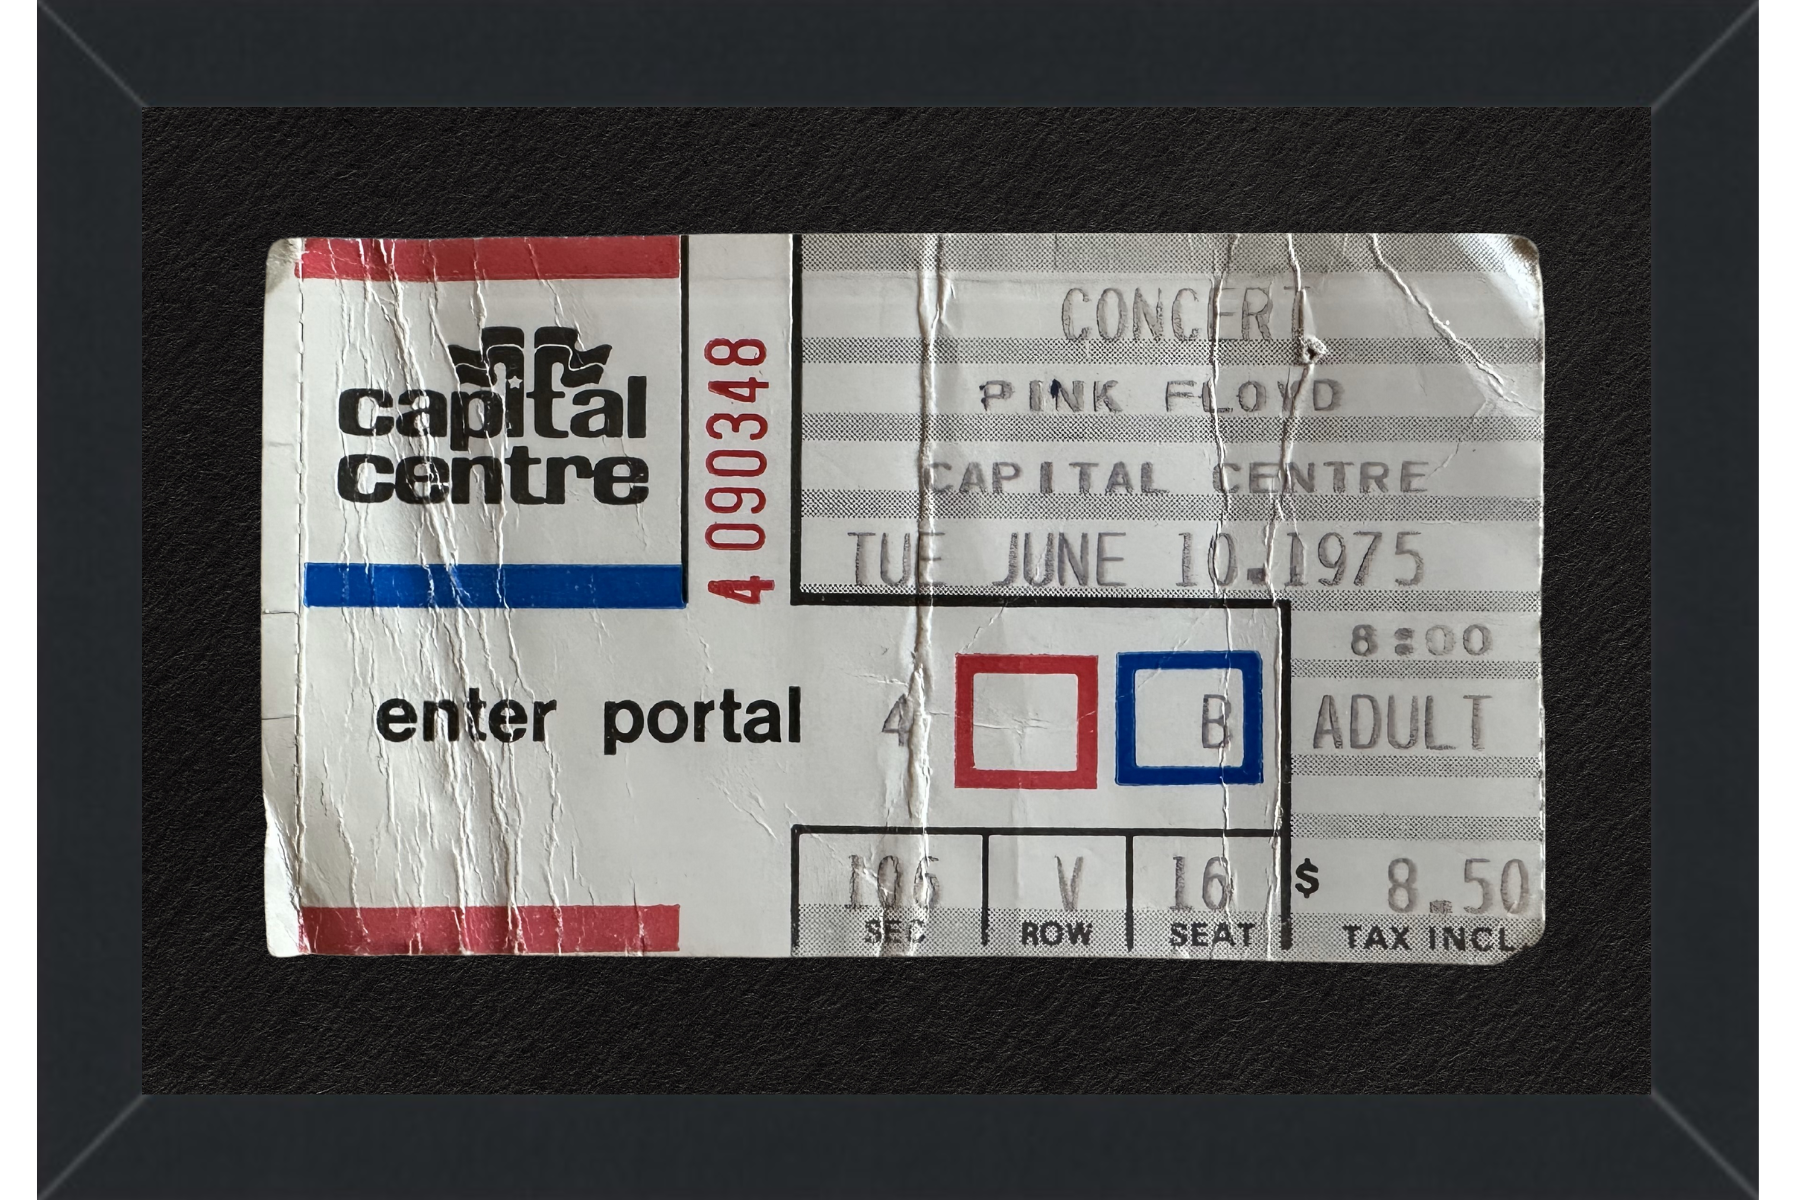 capital
centre
4 090348
CONCERT
PINK FLOYD
CAPITAL CENTRE
TUE JUNE 10.1975
8:00
enter portal 4 B ADULT
106 V 16 $ 8.50
SEC ROW SEAT TAX INCL.